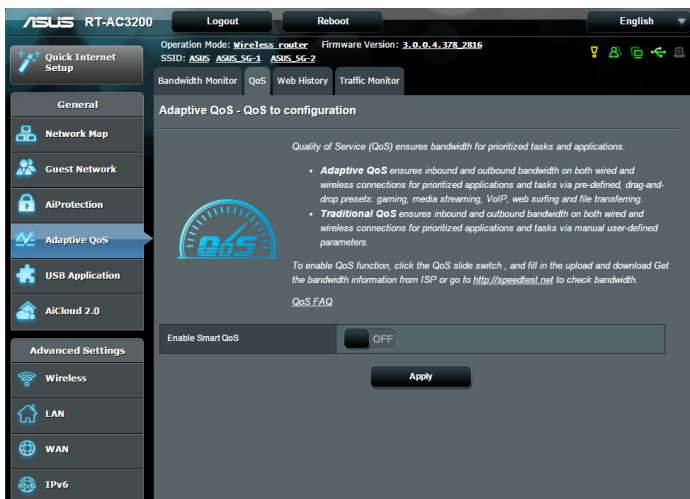 ASUS RT-AC3200 Logout Reboot English
Quick Internet Setup
Operation Mode: Wireless router Firmware Version: 3.0.0.4.378_2816
SSID: ASUS ASUS_5G-1 ASUS_5G-2
Bandwidth Monitor QoS Web History Traffic Monitor
General
Network Map
Guest Network
AiProtection
Adaptive QoS
USB Application
AiCloud 2.0
Advanced Settings
Wireless
LAN
WAN
IPv6
Adaptive QoS - QoS to configuration
QoS
Quality of Service (QoS) ensures bandwidth for prioritized tasks and applications.
• Adaptive QoS ensures inbound and outbound bandwidth on both wired and
wireless connections for prioritized applications and tasks via pre-defined, drag-and-
drop presets: gaming, media streaming, VoIP, web surfing and file transferring.
• Traditional QoS ensures inbound and outbound bandwidth on both wired and
wireless connections for prioritized applications and tasks via manual user-defined
parameters.
To enable QoS function, click the QoS slide switch , and fill in the upload and download Get
the bandwidth information from ISP or go to http://speedtest.net to check bandwidth.
QoS FAQ
Enable Smart QoS OFF
Apply